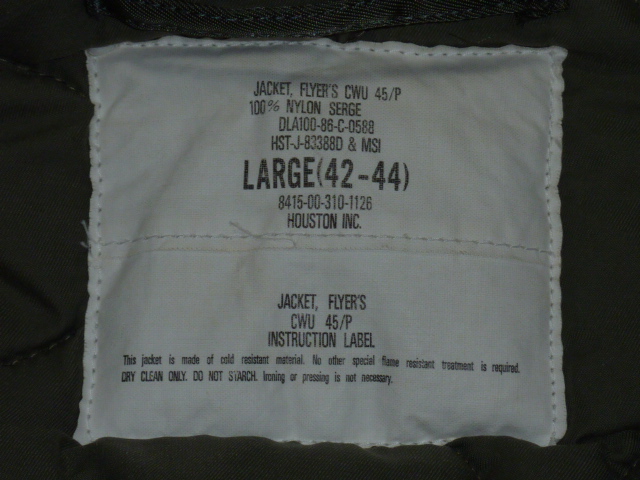 JACKET, FLYER'S CWU 45/P
100% NYLON SERGE
DLA100-86-C-0588
HST-J-83388D & MSI
LARGE(42-44)
8415-00-310-1126
HOUSTON INC.
JACKET, FLYER'S
CWU 45/P
INSTRUCTION LABEL
This jacket is made of cold resistant material. No other special flame resistant treatment is required.
DRY CLEAN ONLY. DO NOT STARCH. Ironing or pressing is not necessary.